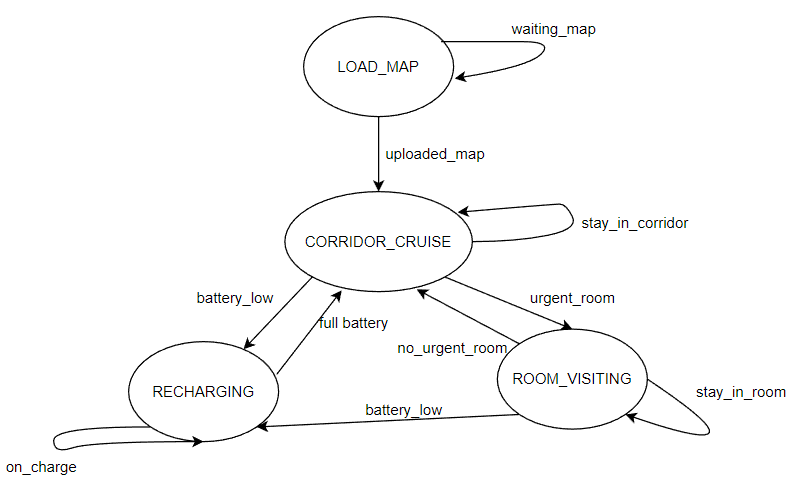 waiting_map
LOAD_MAP
uploaded_map
stay_in_corridor
CORRIDOR_CRUISE
battery_low
urgent_room
full battery
no_urgent_room
ROOM_VISITING
RECHARGING
stay_in_room
battery_low
on_charge